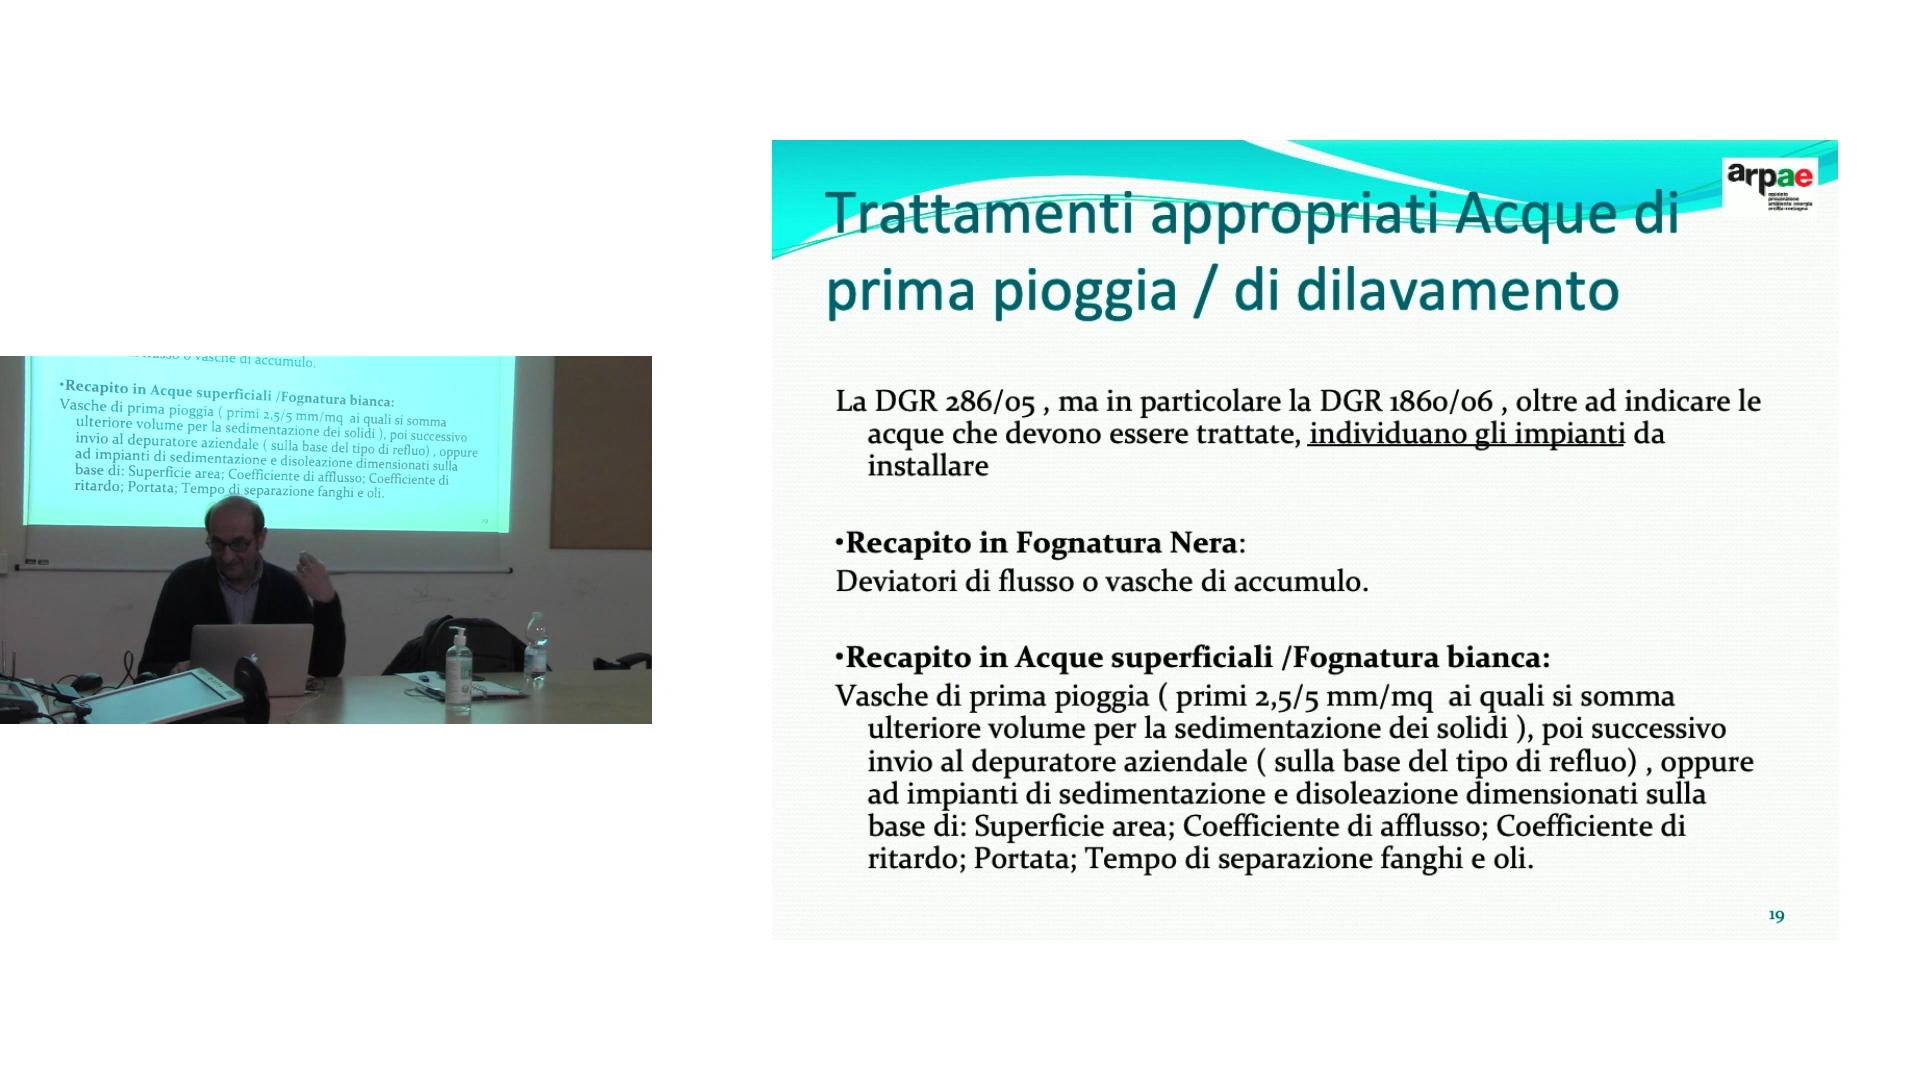 flusso o vasche di accumulo.
•Recapito in Acque superficiali /Fognatura bianca:
Vasche di prima pioggia ( primi 2,5/5 mm/mq ai quali si somma
ulteriore volume per la sedimentazione dei solidi ), poi successivo
invio al depuratore aziendale ( sulla base del tipo di refluo) , oppure
ad impianti di sedimentazione e disoleazione dimensionati sulla
base di: Superficie area; Coefficiente di afflusso; Coefficiente di
ritardo; Portata; Tempo di separazione fanghi e oli.
arpae
Trattamenti appropriati Acque di
prima pioggia / di dilavamento
La DGR 286/05 , ma in particolare la DGR 1860/06 , oltre ad indicare le
acque che devono essere trattate, individuano gli impianti da
installare
•Recapito in Fognatura Nera:
Deviatori di flusso o vasche di accumulo.
•Recapito in Acque superficiali /Fognatura bianca:
Vasche di prima pioggia ( primi 2,5/5 mm/mq ai quali si somma
ulteriore volume per la sedimentazione dei solidi ), poi successivo
invio al depuratore aziendale ( sulla base del tipo di refluo) , oppure
ad impianti di sedimentazione e disoleazione dimensionati sulla
base di: Superficie area; Coefficiente di afflusso; Coefficiente di
ritardo; Portata; Tempo di separazione fanghi e oli.
19